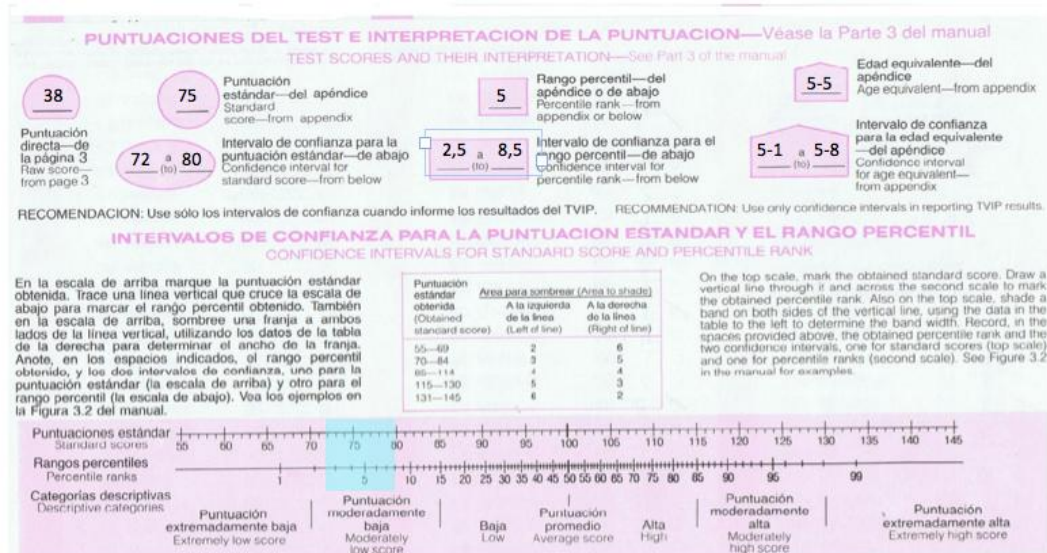 PUNTUACIONES DEL TEST E INTERPRETACION DE LA PUNTUACION—Véase la Parte 3 del manual
TEST SCORES AND THEIR INTERPRETATION—See Part 3 of the manual
38
Puntuación
directa—de
la página 3
Raw score—
from page 3
75
Puntuación
estándar—del apéndice
Standard
score—from appendix
5
Rango percentil—del
apéndice o de abajo
Percentile rank—from
appendix or below
5-5
Edad equivalente—del
apéndice
Age equivalent—from appendix
72 a 80
(to)
Intervalo de confianza para la
puntuación estándar—de abajo
Confidence interval for
standard score—from below
2,5 a 8,5
(to)
Intervalo de confianza para el
rango percentil—de abajo
confidence interval for
percentile rank—from below
5-1 a 5-8
(to)
Intervalo de confianza
para la edad equivalente
—del apéndice
Confidence interval
for age equivalent—
from appendix
RECOMENDACION: Use sólo los intervalos de confianza cuando informe los resultados del TVIP. RECOMMENDATION: Use only confidence intervals in reporting TVIP results.
INTERVALOS DE CONFIANZA PARA LA PUNTUACION ESTANDAR Y EL RANGO PERCENTIL
CONFIDENCE INTERVALS FOR STANDARD SCORE AND PERCENTILE RANK
En la escala de arriba marque la puntuación estándar
obtenida. Trace una línea vertical que cruce la escala de
abajo para marcar el rango percentil obtenido. También
en la escala de arriba, sombree una franja a ambos
lados de la línea vertical, utilizando los datos de la tabla
de la derecha para determinar el ancho de la franja.
Anote, en los espacios indicados, el rango percentil
obtenido, y los dos intervalos de confianza, uno para la
puntuación estándar (la escala de arriba) y otro para el
rango percentil (la escala de abajo). Vea los ejemplos en
la Figura 3.2 del manual.
Puntuación
estándar
obtenida
(Obtained
standard score)
Area para sombrear (Area to shade)
A la izquierda
de la línea
(Left of line)
A la derecha
de la línea
(Right of line)
55—69 2 6
70—84 3 5
85—114 4 4
115—130 5 3
131—145 6 2
On the top scale, mark the obtained standard score. Draw a
vertical line through it and across the second scale to mark
the obtained percentile rank. Also on the top scale, shade a
band on both sides of the vertical line, using the data in the
table to the left to determine the band width. Record, in the
spaces provided above, the obtained percentile rank and the
two confidence intervals, one for standard scores (top scale)
and one for percentile ranks (second scale). See Figure 3.2
in the manual for examples.
Puntuaciones estándar
Standard scores
55 60 65 70 75 80 85 90 95 100 105 110 115 120 125 130 135 140 145
Rangos percentiles
Percentile ranks
1 5 10 15 20 25 30 35 40 45 50 55 60 65 70 75 80 85 90 95 99
Categorías descriptivas
Descriptive categories
Puntuación
extremadamente baja
Extremely low score
Puntuación
moderadamente
baja
Moderately
low score
Baja
Low
Puntuación
promedio
Average score
Alta
High
Puntuación
moderadamente
alta
Moderately
high score
Puntuación
extremadamente alta
Extremely high score